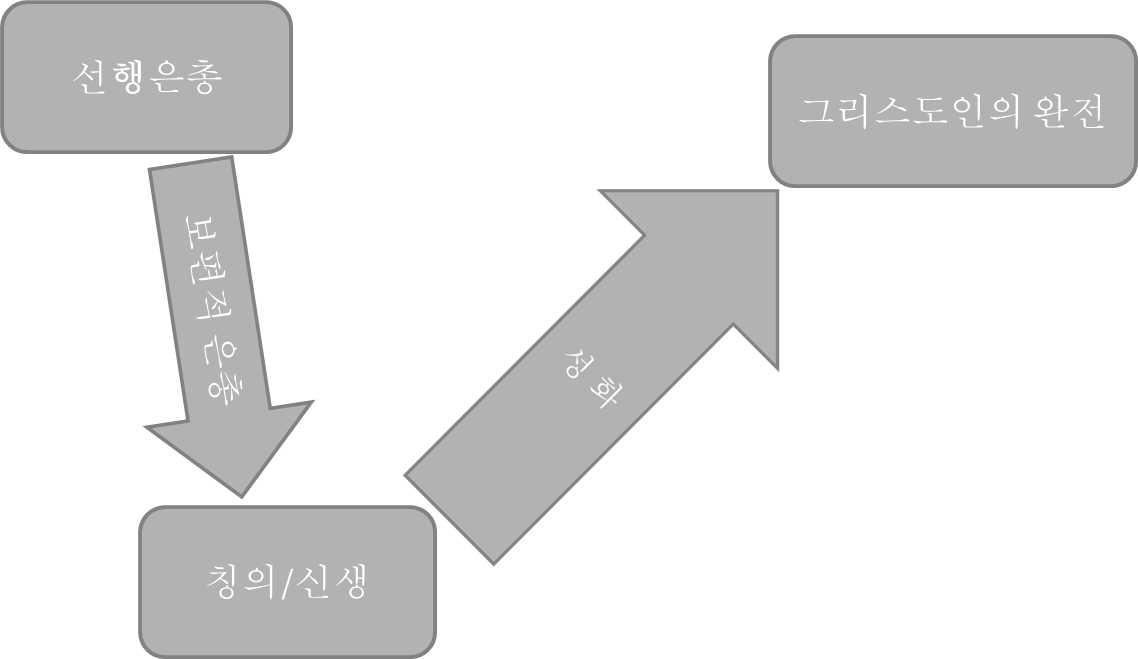 선행은총
그리스도인의 완전
보편적 은총
성화
칭의/신생